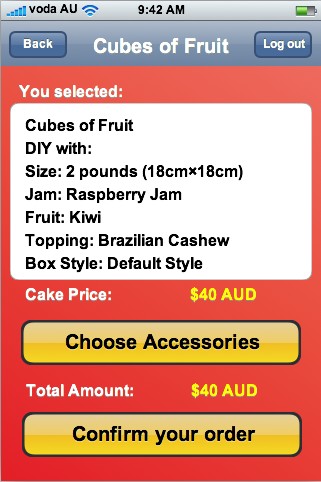 voda AU 9:42 AM
Back Cubes of Fruit Log out
You selected:
Cubes of Fruit
DIY with:
Size: 2 pounds (18cm×18cm)
Jam: Raspberry Jam
Fruit: Kiwi
Topping: Brazilian Cashew
Box Style: Default Style
Cake Price: $40 AUD
Choose Accessories
Total Amount: $40 AUD
Confirm your order